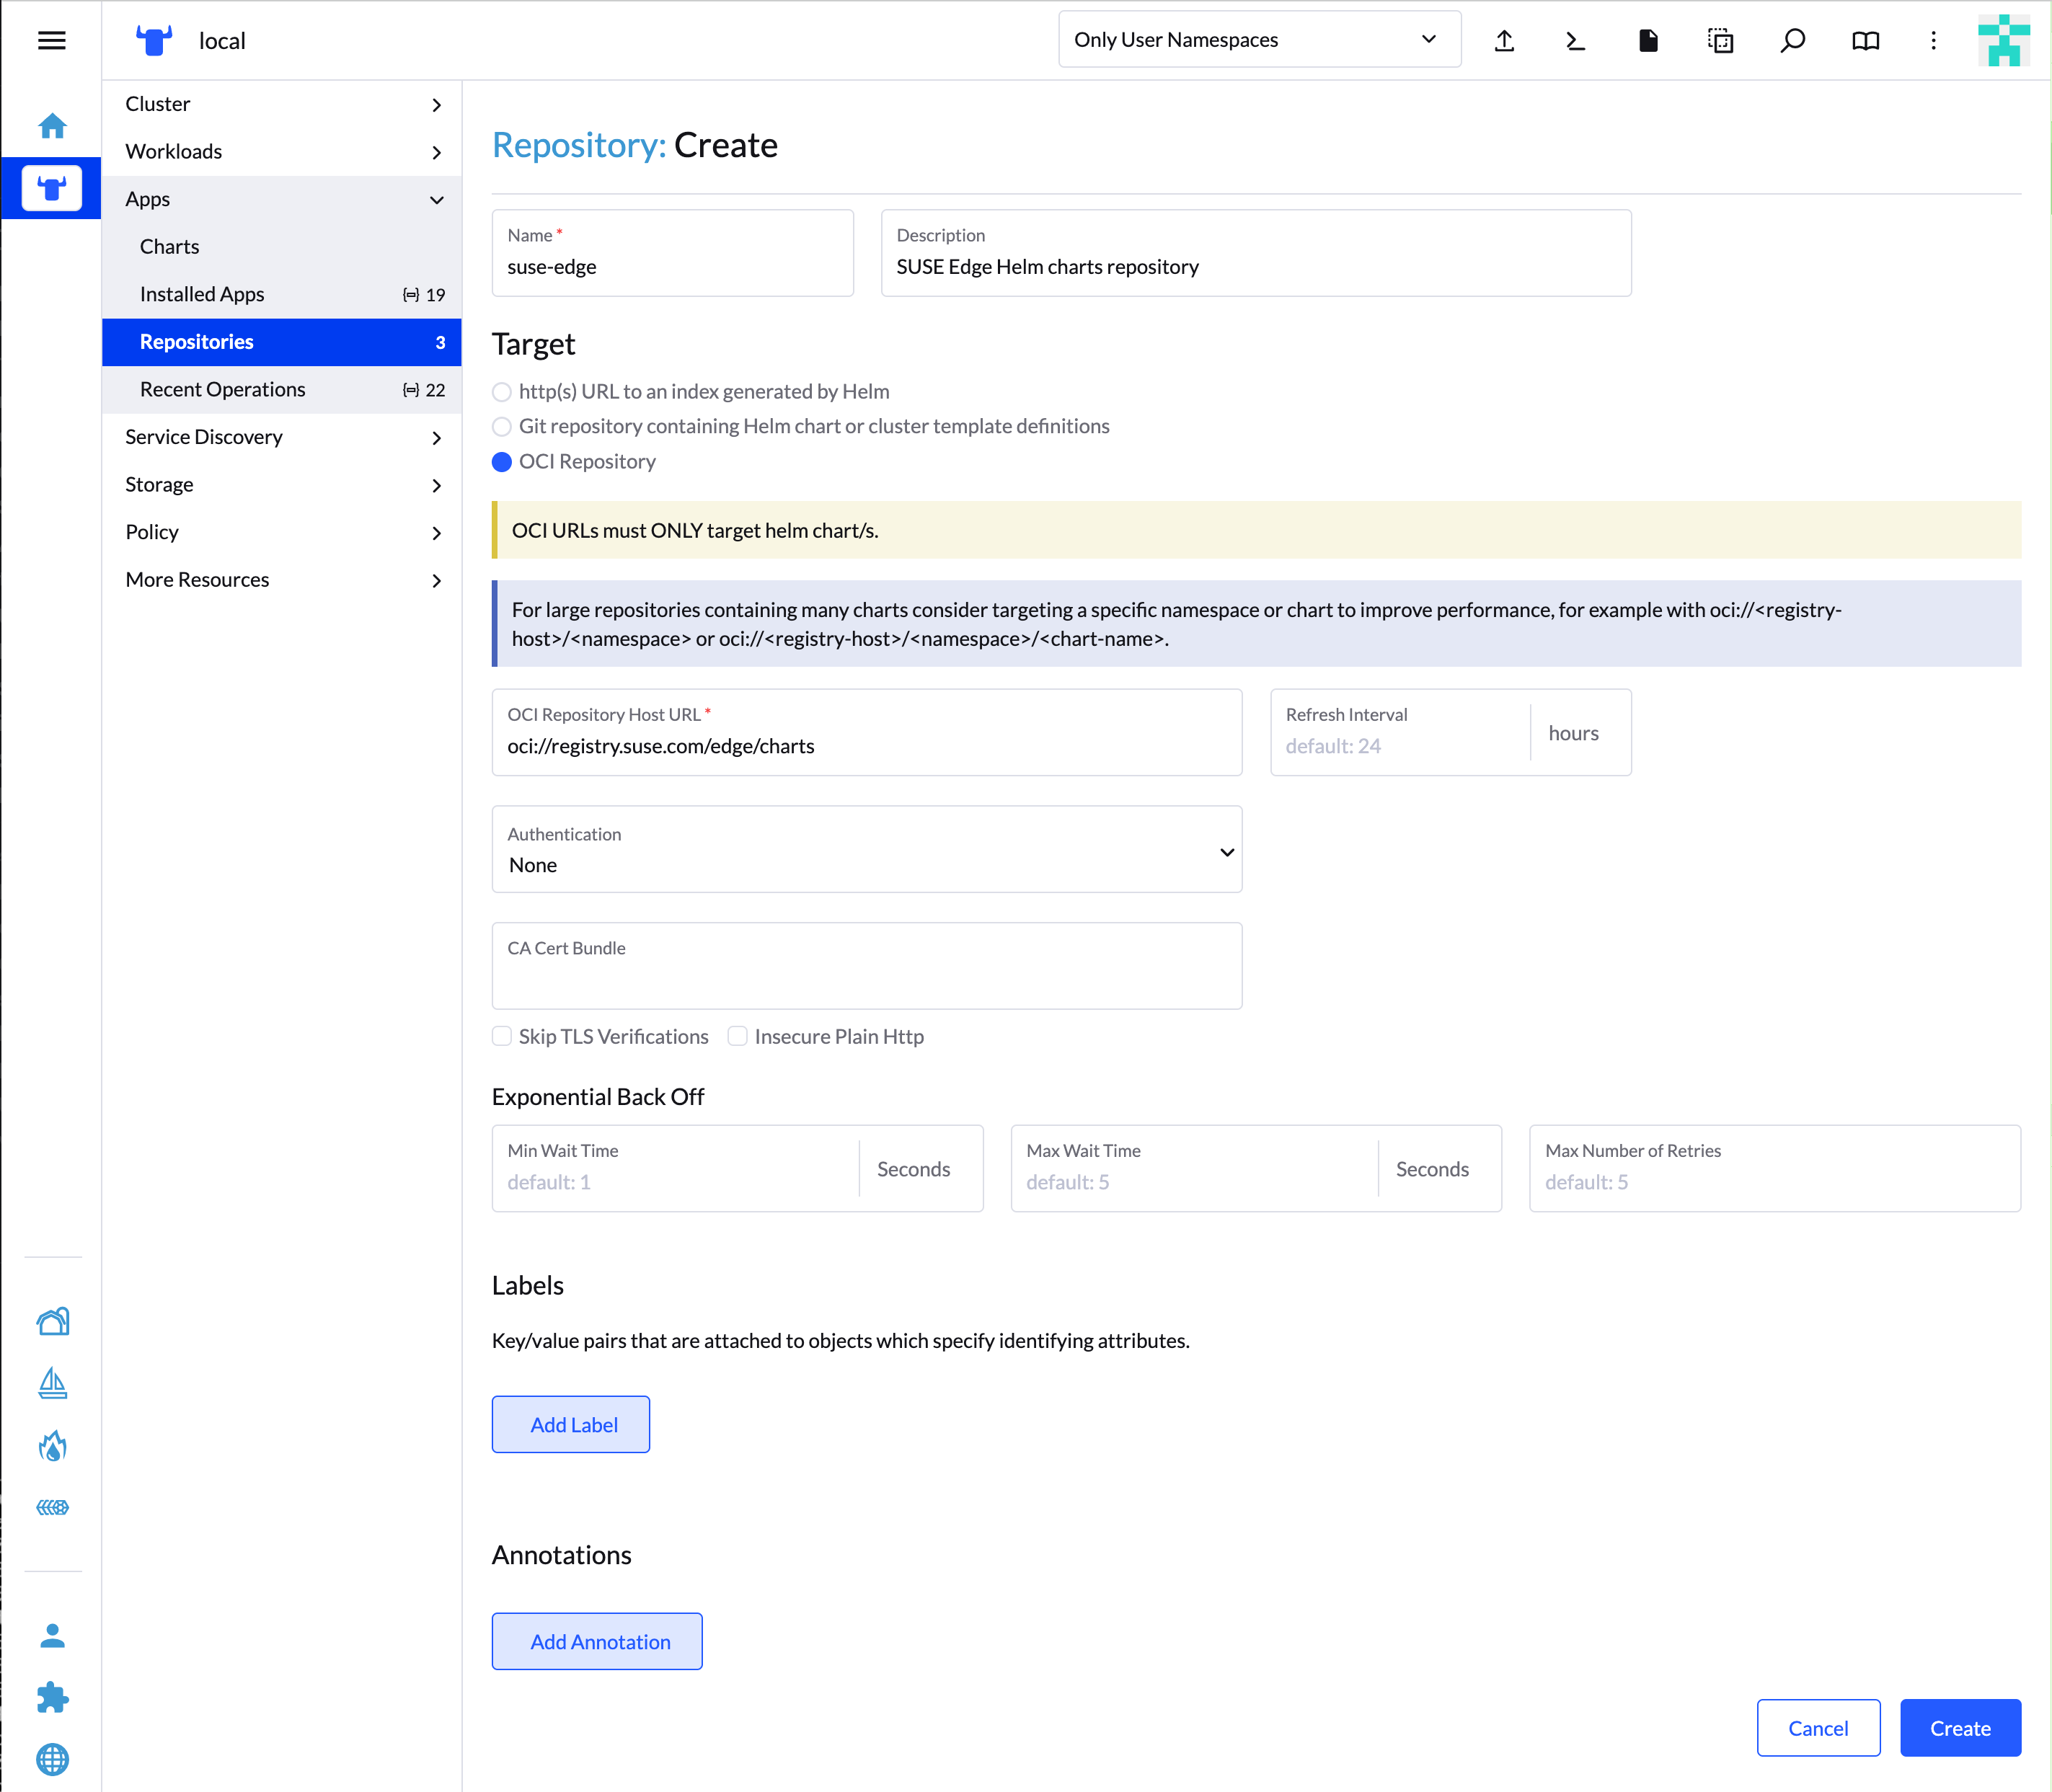 local
Only User Namespaces
Cluster
Workloads
Apps
Charts
Installed Apps 19
Repositories 3
Recent Operations 22
Service Discovery
Storage
Policy
More Resources
Repository: Create
Name *
suse-edge
Description
SUSE Edge Helm charts repository
Target
http(s) URL to an index generated by Helm
Git repository containing Helm chart or cluster template definitions
OCI Repository
OCI URLs must ONLY target helm chart/s.
For large repositories containing many charts consider targeting a specific namespace or chart to improve performance, for example with oci://<registry-
host>/<namespace> or oci://<registry-host>/<namespace>/<chart-name>.
OCI Repository Host URL *
oci://registry.suse.com/edge/charts
Refresh Interval
default: 24
hours
Authentication
None
CA Cert Bundle
Skip TLS Verifications
Insecure Plain Http
Exponential Back Off
Min Wait Time
default: 1
Seconds
Max Wait Time
default: 5
Seconds
Max Number of Retries
default: 5
Labels
Key/value pairs that are attached to objects which specify identifying attributes.
Add Label
Annotations
Add Annotation
Cancel
Create